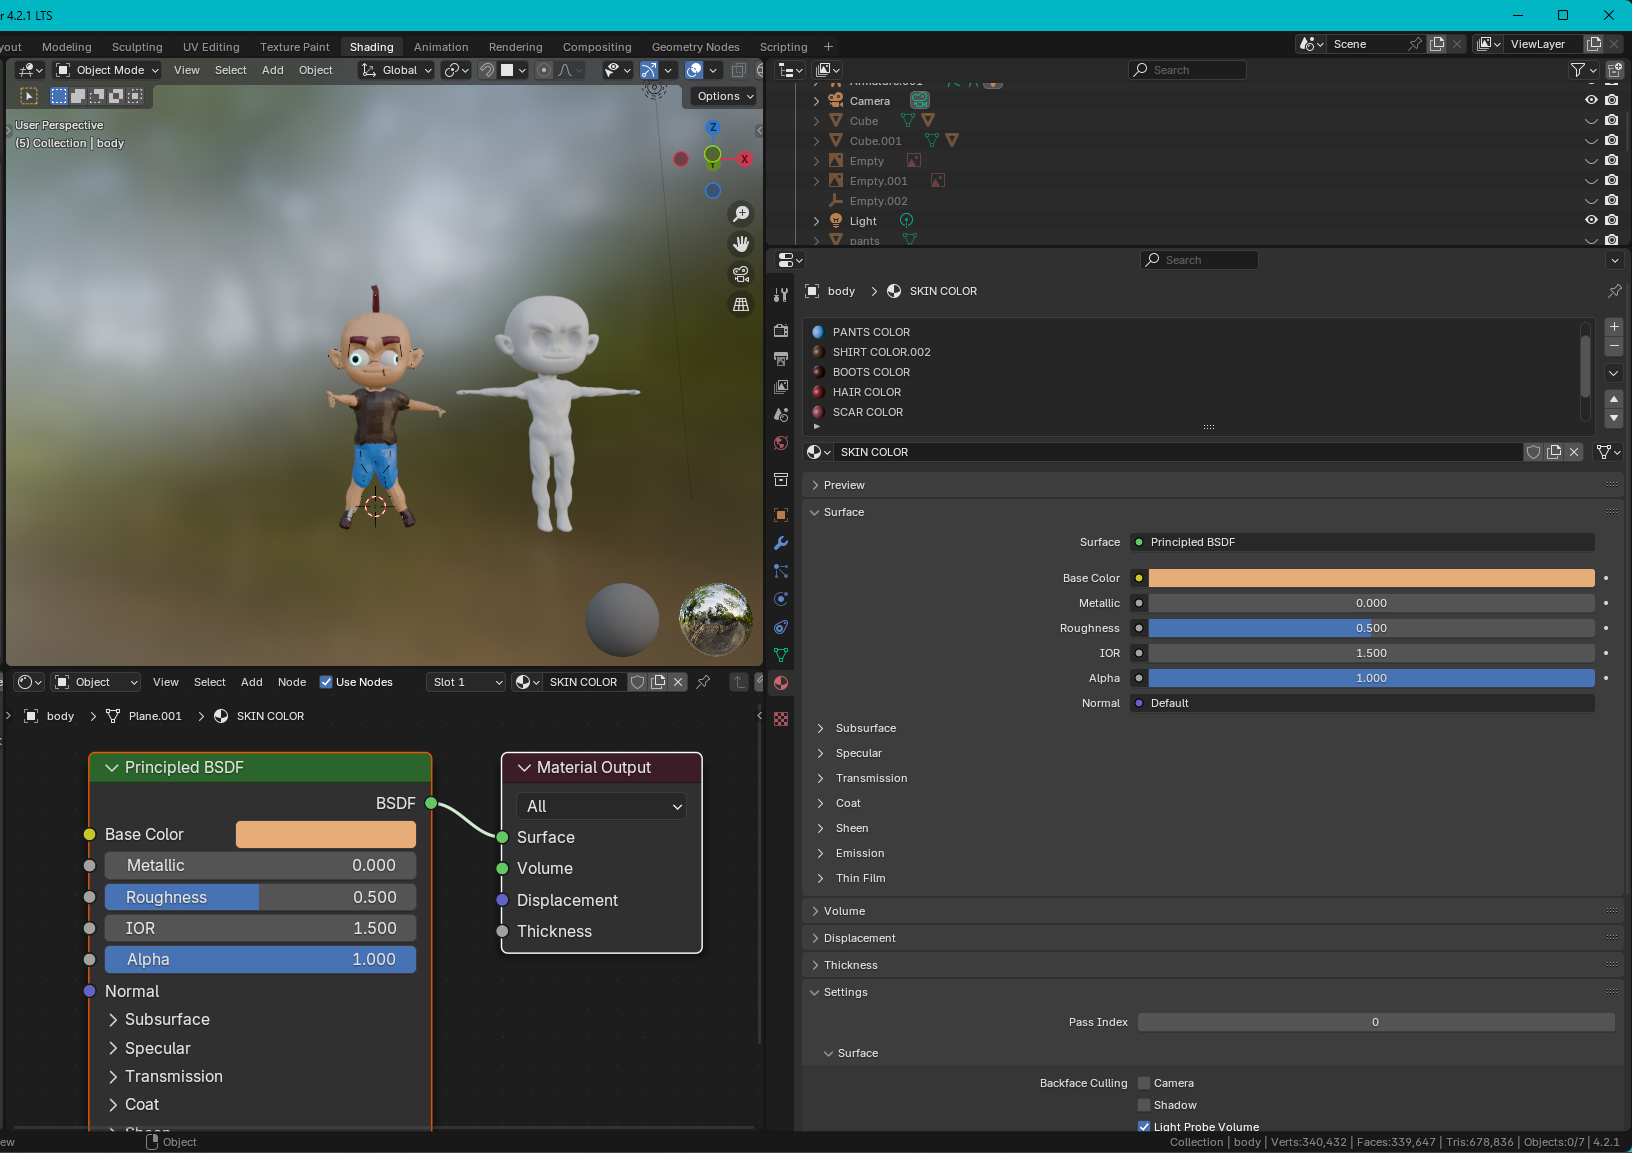 r 4.2.1 LTS
yout Modeling Sculpting UV Editing Texture Paint Shading Animation Rendering Compositing Geometry Nodes Scripting + Scene ViewLayer
Object Mode View Select Add Object Global Search
Options
User Perspective
(5) Collection | body
Z
X
Y
Camera
Cube
Cube.001
Empty
Empty.001
Empty.002
Light
pants
Search
body > SKIN COLOR
PANTS COLOR
SHIRT COLOR.002
BOOTS COLOR
HAIR COLOR
SCAR COLOR
SKIN COLOR
Preview
Surface
Surface Principled BSDF
Base Color
Metallic 0.000
Roughness 0.500
IOR 1.500
Alpha 1.000
Normal Default
Subsurface
Specular
Transmission
Coat
Sheen
Emission
Thin Film
Volume
Displacement
Thickness
Settings
Pass Index 0
Surface
Backface Culling Camera
Shadow
Light Probe Volume
Object View Select Add Node Use Nodes Slot 1 SKIN COLOR
body > Plane.001 > SKIN COLOR
Principled BSDF
BSDF
Base Color
Metallic 0.000
Roughness 0.500
IOR 1.500
Alpha 1.000
Normal
Subsurface
Specular
Transmission
Coat
Material Output
All
Surface
Volume
Displacement
Thickness
ew Object
Collection | body | Verts:340,432 | Faces:339,647 | Tris:678,836 | Objects:0/7 | 4.2.1